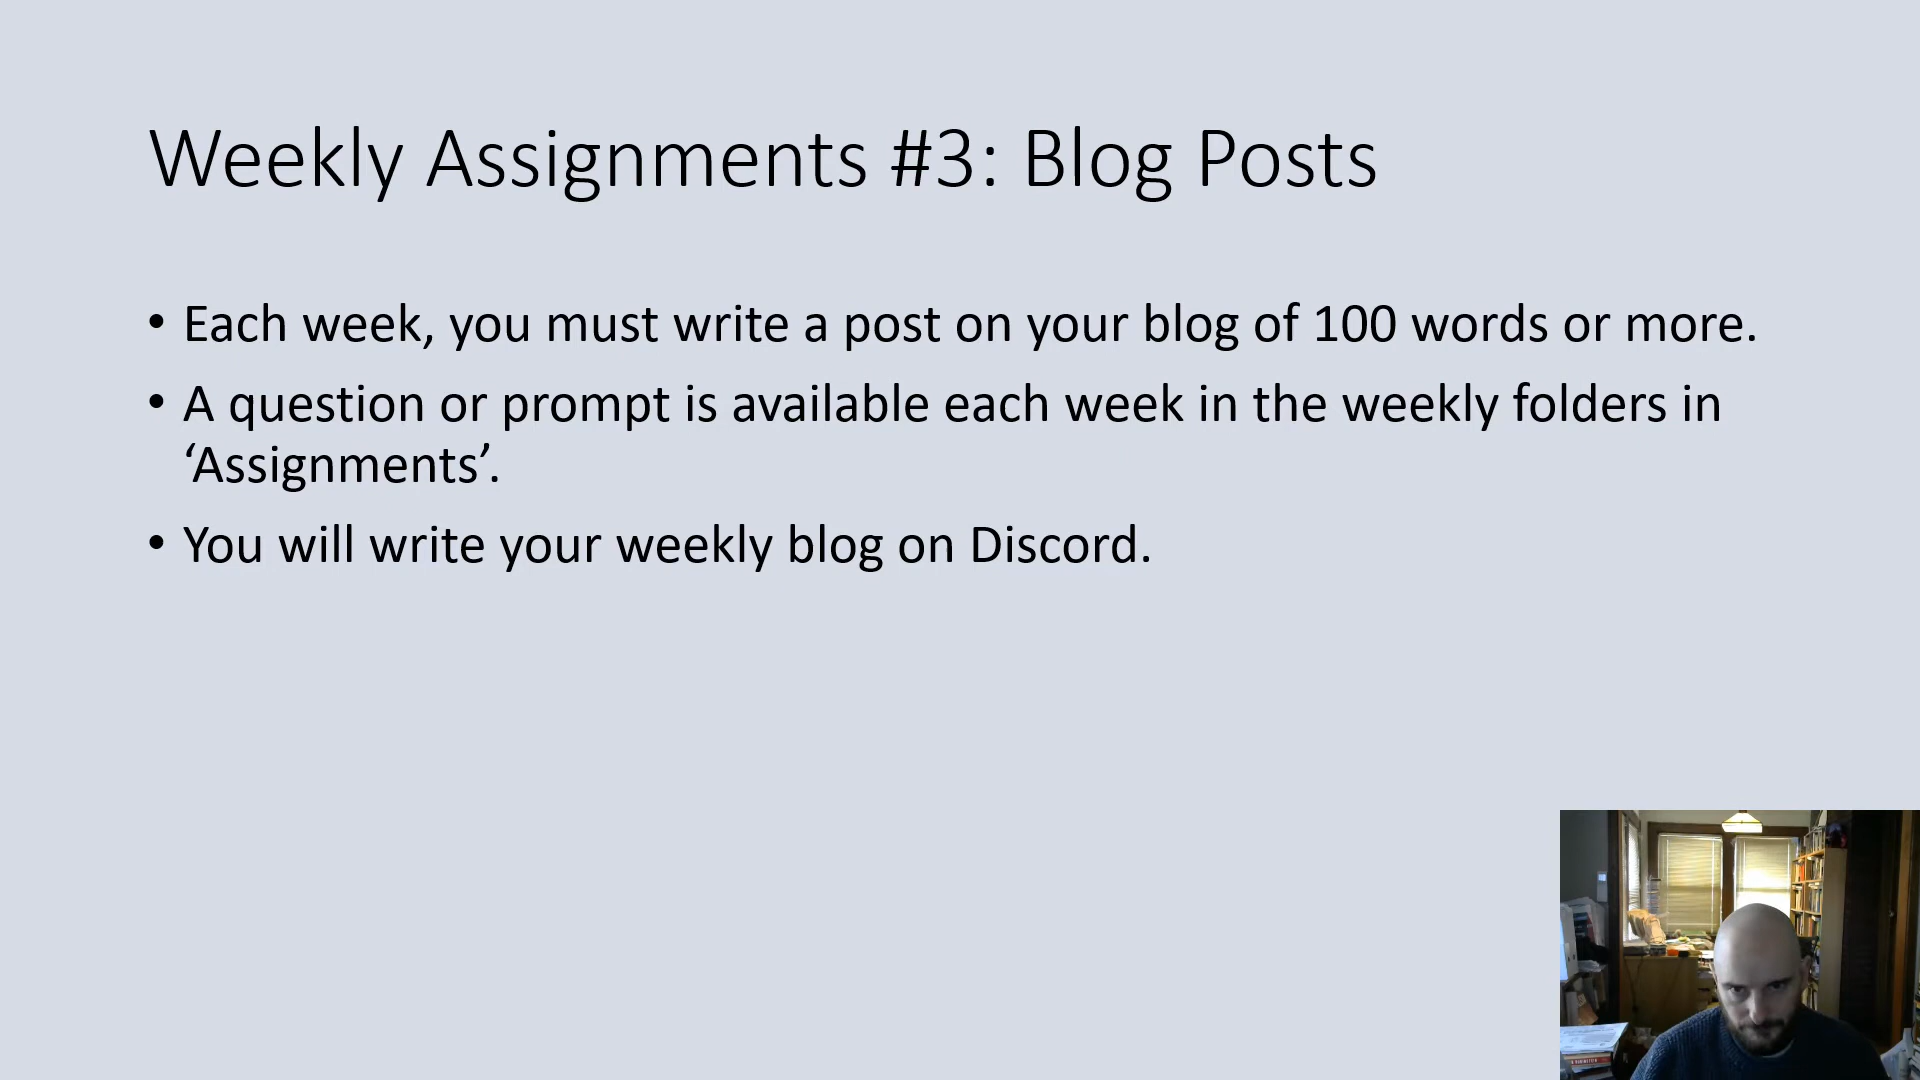 Weekly Assignments #3: Blog Posts
• Each week, you must write a post on your blog of 100 words or more.
• A question or prompt is available each week in the weekly folders in
‘Assignments’.
• You will write your weekly blog on Discord.